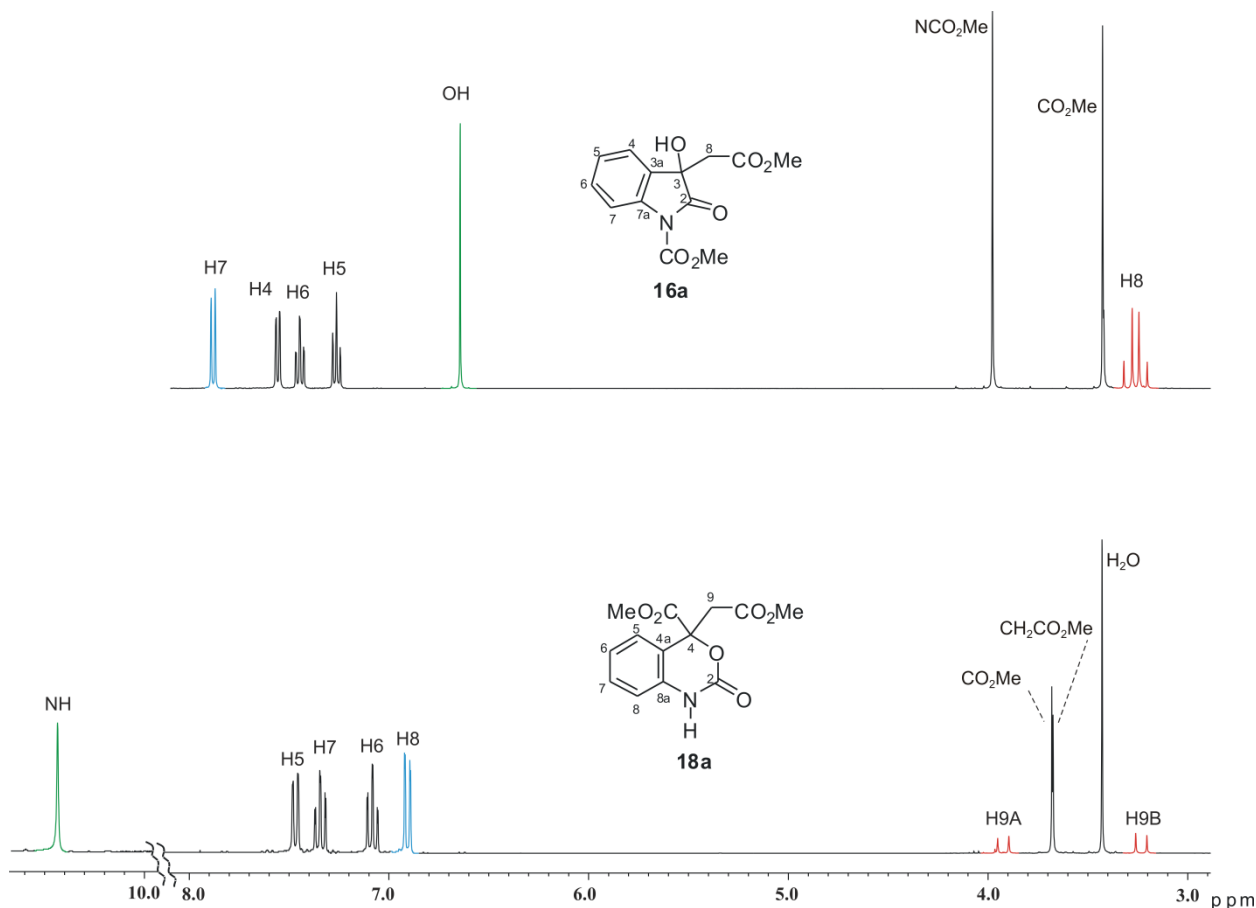 NCO₂Me
CO₂Me
OH
H7
H4
H6
H5
H8
HO
8
CO₂Me
4
5
3a
3
6
2
7a
O
7
N
CO₂Me
16a
H₂O
CH₂CO₂Me
CO₂Me
NH
H5
H7
H6
H8
H9A
H9B
MeO₂C
9
CO₂Me
5
6
4a
4
O
7
2
8a
O
8
N
H
18a
10.0 8.0 7.0 6.0 5.0 4.0 3.0 ppm